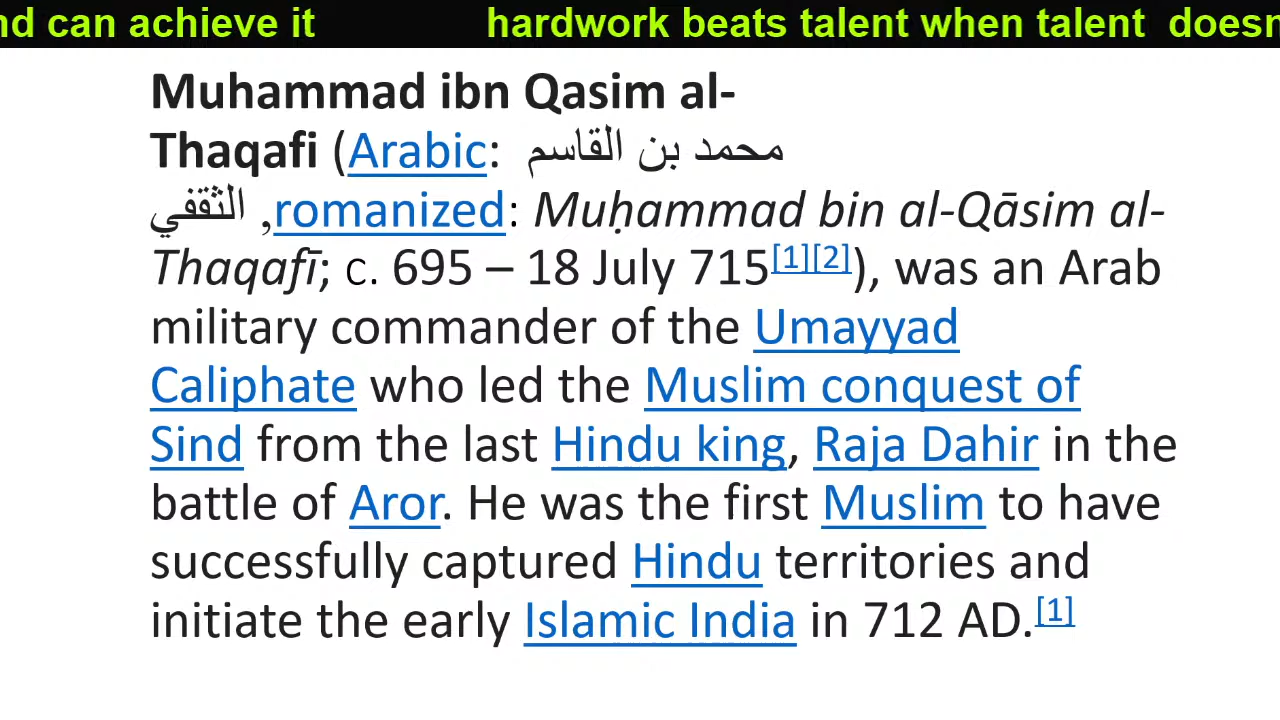 nd can achieve it hardwork beats talent when talent doesn
Muhammad ibn Qasim al-
Thaqafi (Arabic: محمد بن القاسم
الثقفي, romanized: Muḥammad bin al-Qāsim al-
Thaqafī; c. 695 – 18 July 715[1][2]), was an Arab
military commander of the Umayyad
Caliphate who led the Muslim conquest of
Sind from the last Hindu king, Raja Dahir in the
battle of Aror. He was the first Muslim to have
successfully captured Hindu territories and
initiate the early Islamic India in 712 AD.[1]